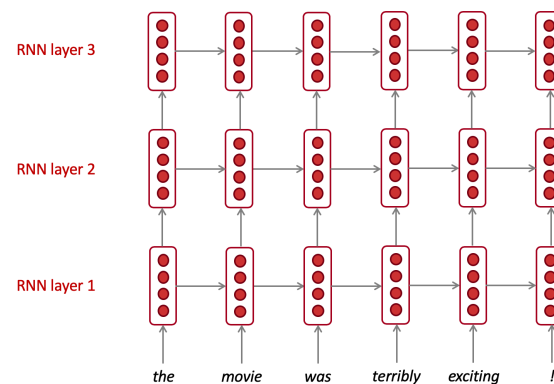 RNN layer 3
RNN layer 2
RNN layer 1
the movie was terribly exciting !